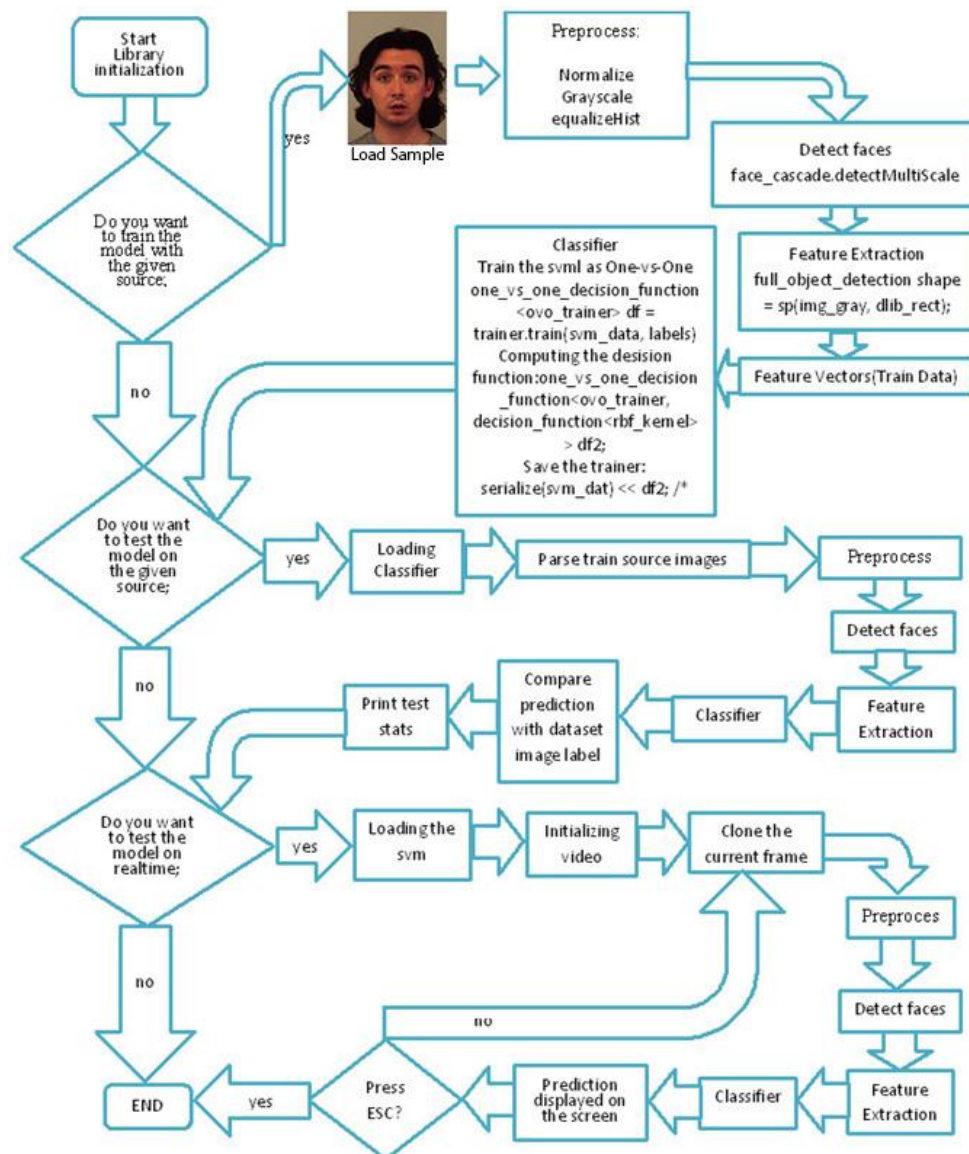 Start
Library
initialization
yes
Load Sample
Preprocess:
Normalize
Grayscale
equalizeHist
Detect faces
face_cascade.detectMultiScale
Do you want
to train the
model with
the given
source;
Classifier
Train the svml as One-vs-One
one_vs_one_decision_function
<ovo_trainer> df =
trainer.train(svm_data, labels)
Computing the desision
function:one_vs_one_decision
_function<ovo_trainer,
decision_function<rbf_kernel>
> df2;
Save the trainer:
serialize(svm_dat) << df2; /*
Feature Extraction
full_object_detection shape
= sp(img_gray, dlib_rect);
Feature Vectors(Train Data)
no
Do you want
to test the
model on
the given
source;
yes
Loading
Classifier
Parse train source images
Preprocess
Detect faces
no
Print test
stats
Compare
prediction
with dataset
image label
Classifier
Feature
Extraction
Do you want
to test the
model on
realtime;
yes
Loading the
svm
Initializing
video
Clone the
current frame
Preproces
no
Detect faces
no
END
yes
Press
ESC?
Prediction
displayed on
the screen
Classifier
Feature
Extraction